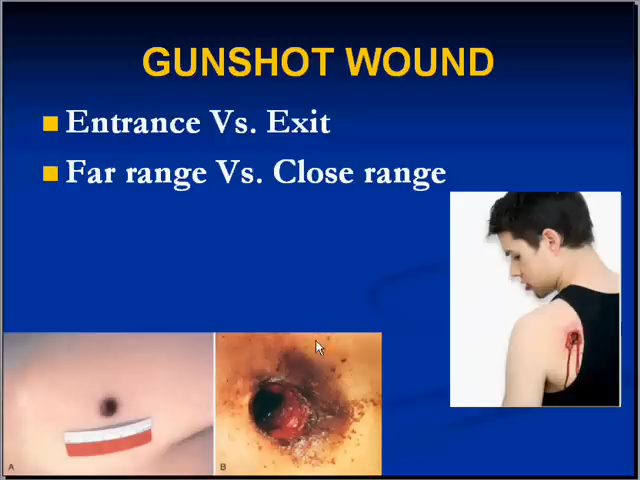 GUNSHOT WOUND
Entrance Vs. Exit
Far range Vs. Close range
A
B